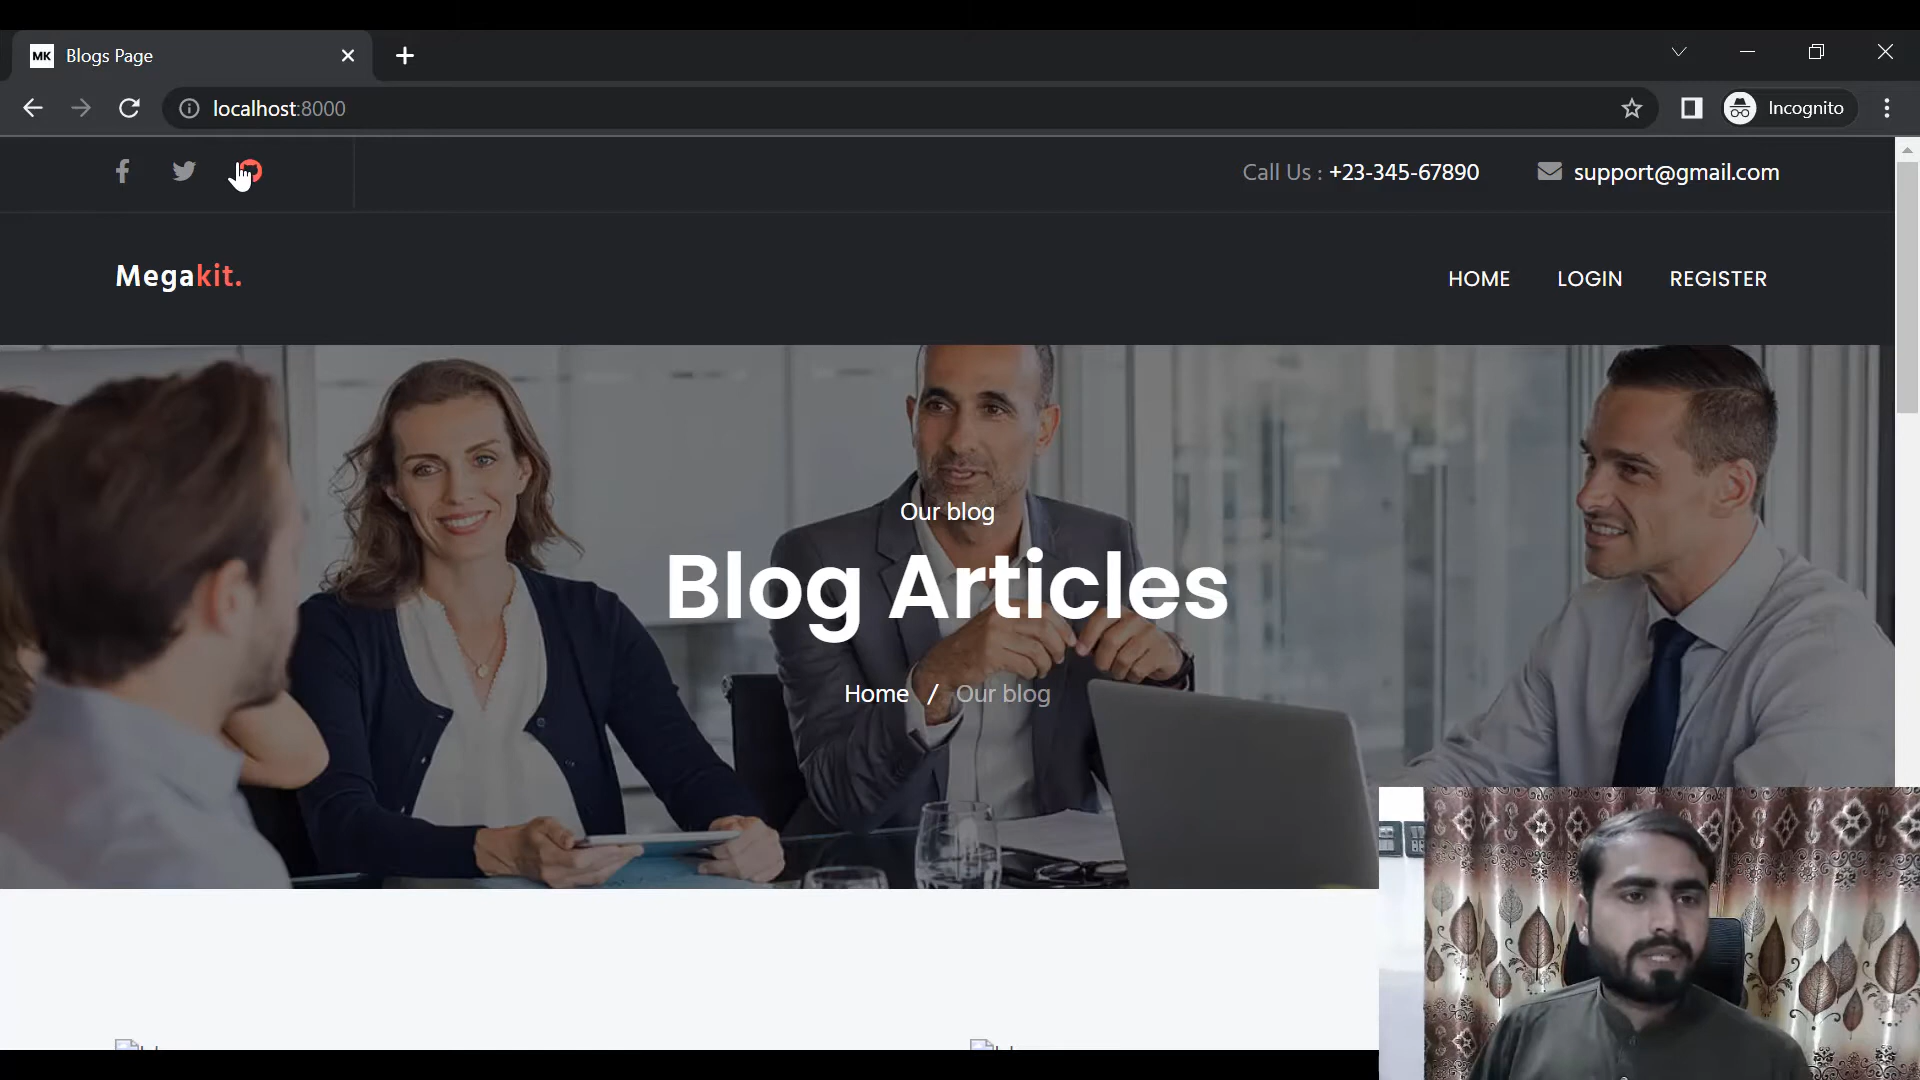 MK Blogs Page
localhost:8000
Incognito
Call Us : +23-345-67890
support@gmail.com
Megakit.
HOME
LOGIN
REGISTER
Our blog
Blog Articles
Home / Our blog